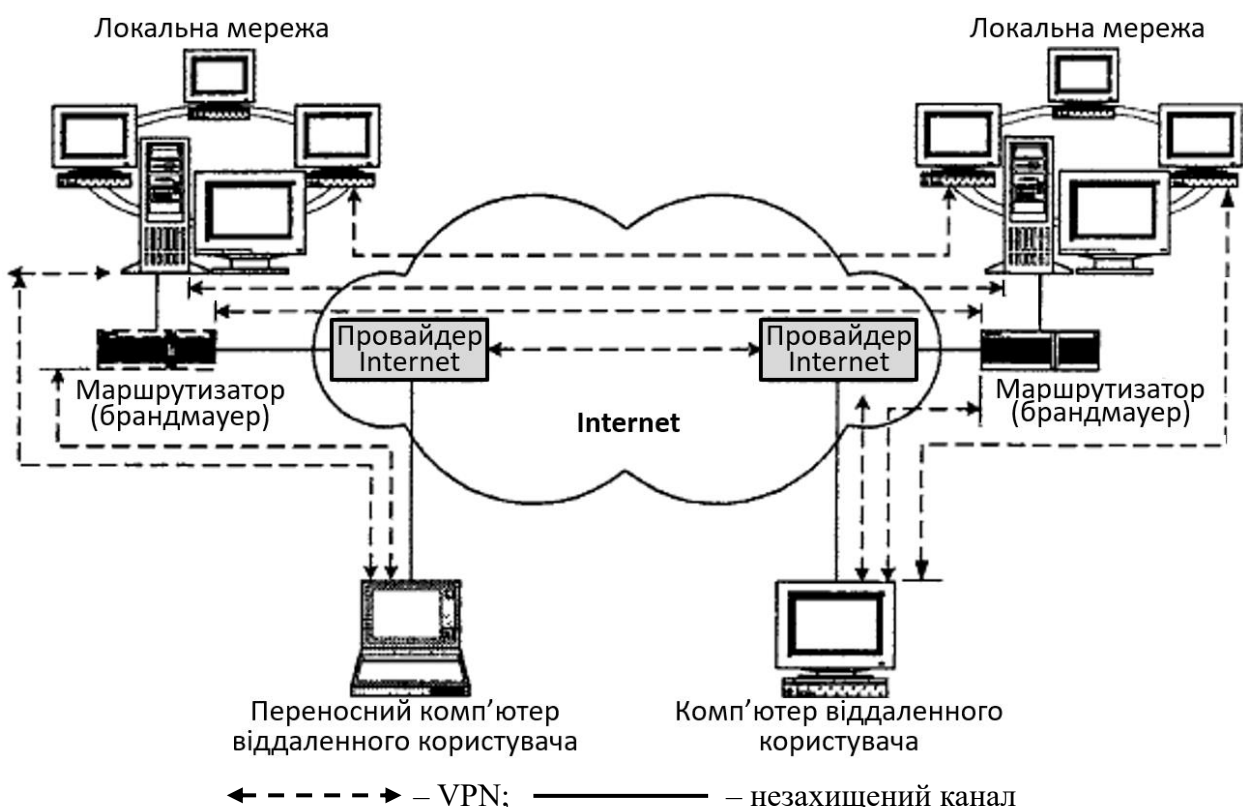 Локальна мережа
Локальна мережа
Провайдер
Internet
Провайдер
Internet
Маршрутизатор
(брандмауер)
Маршрутизатор
(брандмауер)
Internet
Переносний комп’ютер
віддаленного користувача
Комп’ютер віддаленного
користувача
– VPN; – незахищений канал